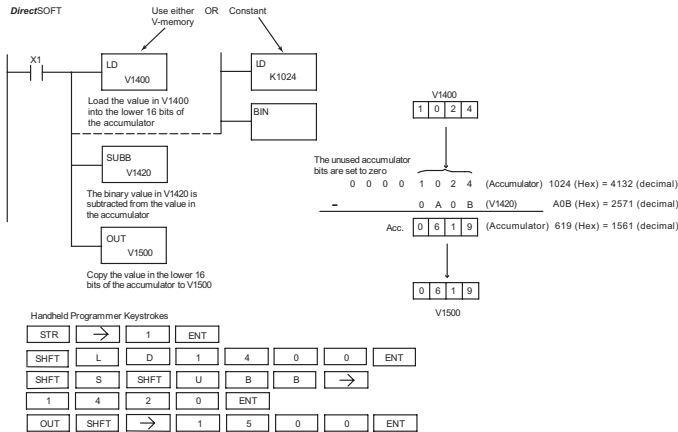 DirectSOFT
Use either OR Constant
V-memory
X1
LD
V1400
Load the value in V1400
into the lower 16 bits of
the accumulator
LD
K1024
BIN
SUBB
V1420
The binary value in V1420 is
subtracted from the value in
the accumulator
OUT
V1500
Copy the value in the lower 16
bits of the accumulator to V1500
V1400
1 0 2 4
The unused accumulator
bits are set to zero
0 0 0 0 1 0 2 4 (Accumulator) 1024 (Hex) = 4132 (decimal)
– 0 A 0 B (V1420) A0B (Hex) = 2571 (decimal)
Acc. 0 6 1 9 (Accumulator) 619 (Hex) = 1561 (decimal)
0 6 1 9
V1500
Handheld Programmer Keystrokes
STR → 1 ENT
SHFT L D 1 4 0 0 ENT
SHFT S SHFT U B B →
1 4 2 0 ENT
OUT SHFT → 1 5 0 0 ENT